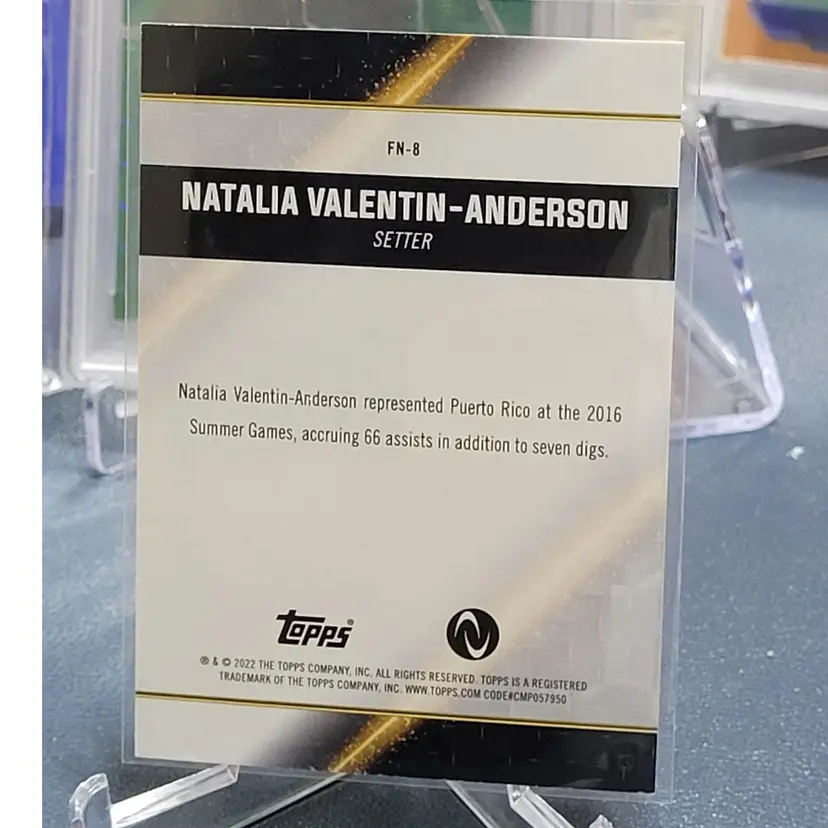 FN-8
NATALIA VALENTIN-ANDERSON
SETTER
Natalia Valentin-Anderson represented Puerto Rico at the 2016
Summer Games, accruing 66 assists in addition to seven digs.
topps®
℗ & © 2022 THE TOPPS COMPANY, INC. ALL RIGHTS RESERVED. TOPPS IS A REGISTERED
TRADEMARK OF THE TOPPS COMPANY, INC. WWW.TOPPS.COM CODE#CMP057950